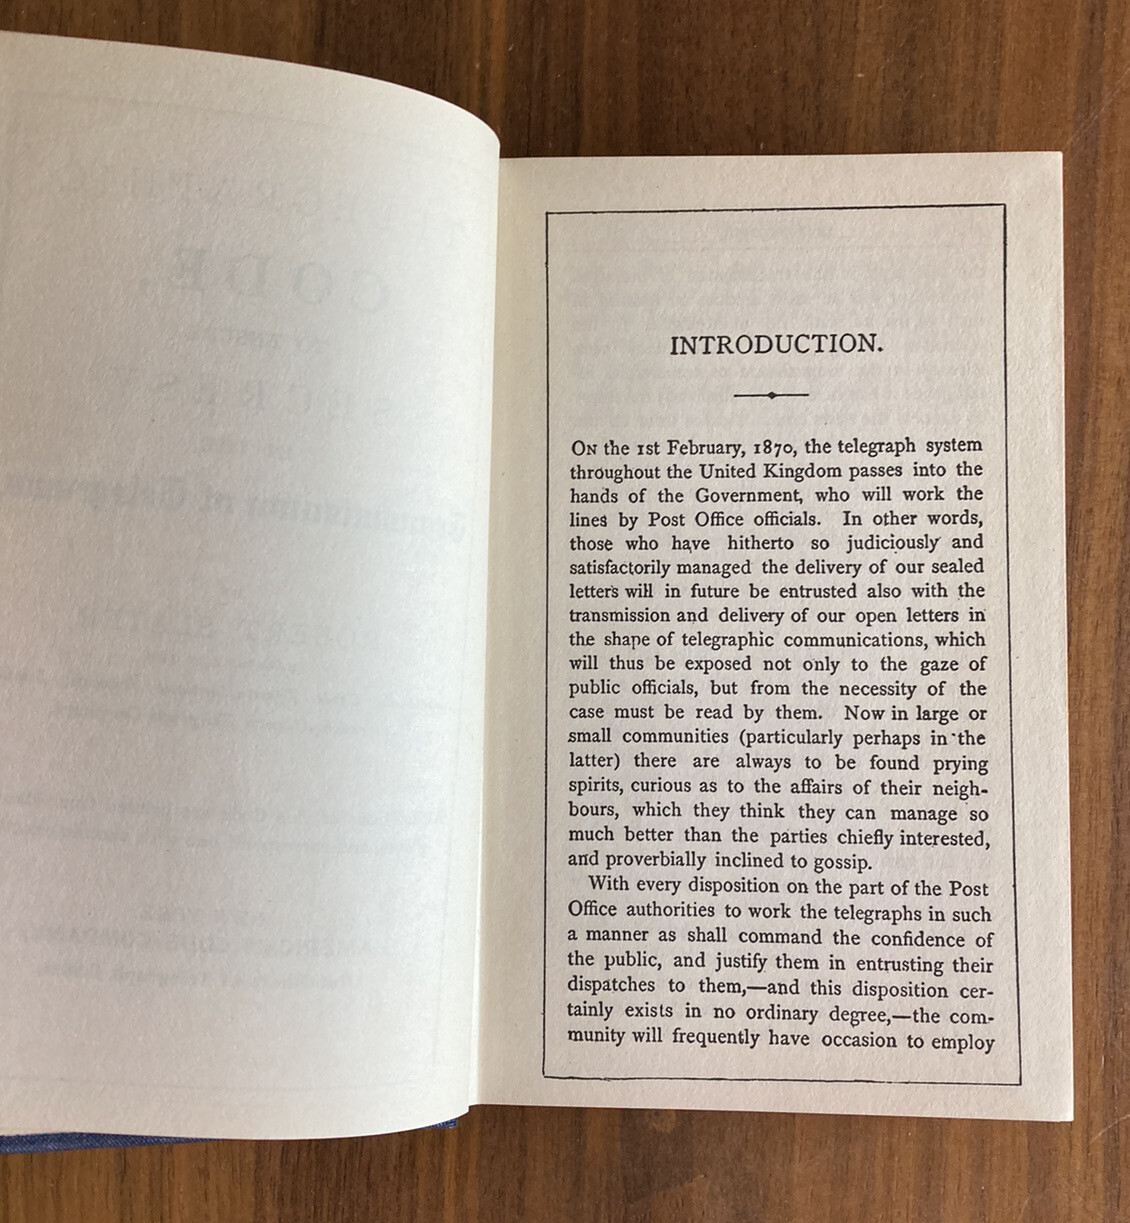 INTRODUCTION.
ON the 1st February, 1870, the telegraph system
throughout the United Kingdom passes into the
hands of the Government, who will work the
lines by Post Office officials. In other words,
those who have hitherto so judiciously and
satisfactorily managed the delivery of our sealed
letters will in future be entrusted also with the
transmission and delivery of our open letters in
the shape of telegraphic communications, which
will thus be exposed not only to the gaze of
public officials, but from the necessity of the
case must be read by them. Now in large or
small communities (particularly perhaps in the
latter) there are always to be found prying
spirits, curious as to the affairs of their neigh-
bours, which they think they can manage so
much better than the parties chiefly interested,
and proverbially inclined to gossip.
With every disposition on the part of the Post
Office authorities to work the telegraphs in such
a manner as shall command the confidence of
the public, and justify them in entrusting their
dispatches to them,—and this disposition cer-
tainly exists in no ordinary degree,—the com-
munity will frequently have occasion to employ